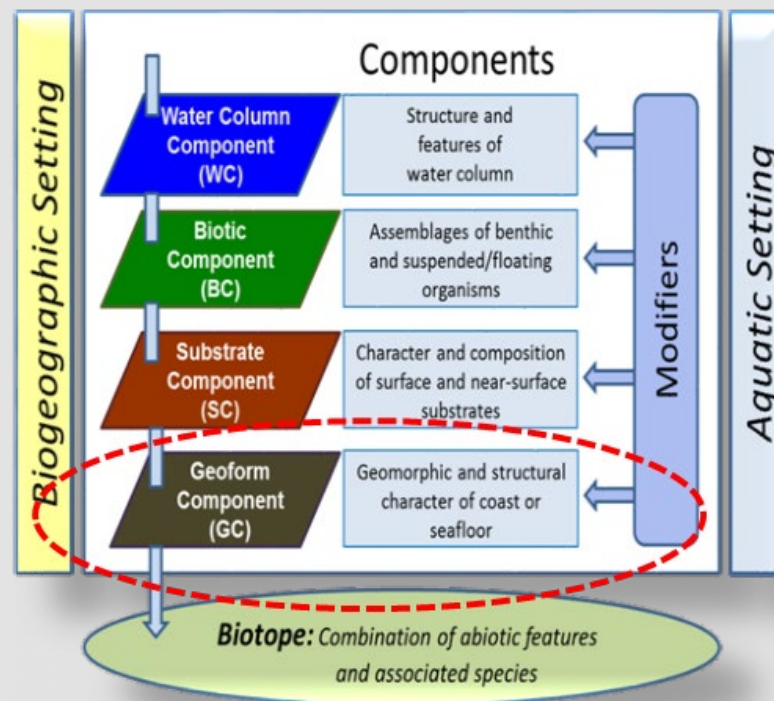 Biogeographic Setting
Components
Water Column
Component
(WC)
Structure and
features of
water column
Biotic
Component
(BC)
Assemblages of benthic
and suspended/floating
organisms
Substrate
Component
(SC)
Character and composition
of surface and near-surface
substrates
Geoform
Component
(GC)
Geomorphic and structural
character of coast or
seafloor
Modifiers
Aquatic Setting
Biotope: Combination of abiotic features
and associated species